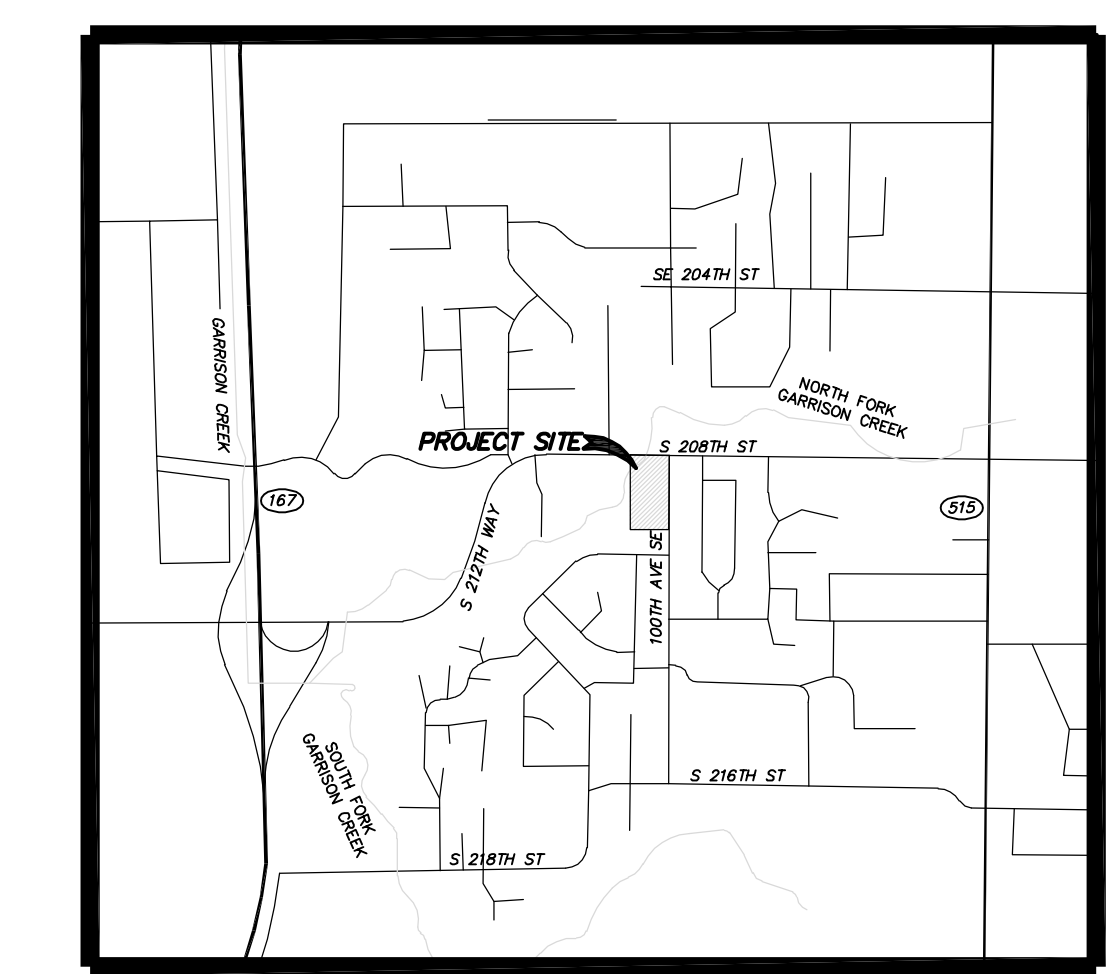 SE 204TH ST
GARRISON CREEK
NORTH FORK
GARRISON CREEK
PROJECT SITE
S 208TH ST
167
515
S 212TH WAY
100TH AVE SE
SOUTH FORK
GARRISON CREEK
S 216TH ST
S 218TH ST